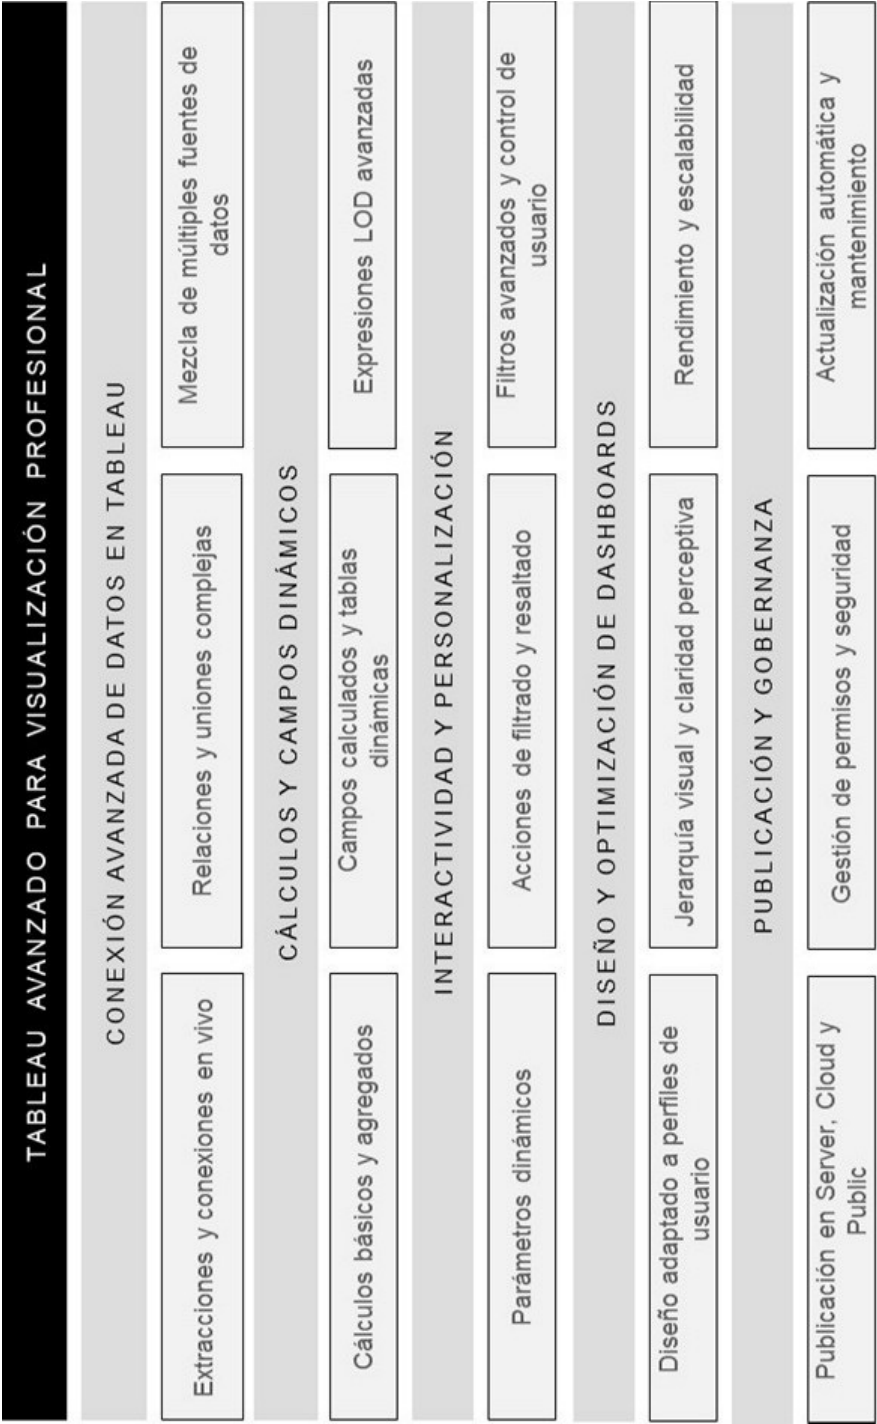 TABLEAU AVANZADO PARA VISUALIZACIÓN PROFESIONAL
CONEXIÓN AVANZADA DE DATOS EN TABLEAU
Extracciones y conexiones en vivo
Relaciones y uniones complejas
Mezcla de múltiples fuentes de
datos
CÁLCULOS Y CAMPOS DINÁMICOS
Cálculos básicos y agregados
Campos calculados y tablas
dinámicas
Expresiones LOD avanzadas
INTERACTIVIDAD Y PERSONALIZACIÓN
Parámetros dinámicos
Acciones de filtrado y resaltado
Filtros avanzados y control de
usuario
DISEÑO Y OPTIMIZACIÓN DE DASHBOARDS
Diseño adaptado a perfiles de
usuario
Jerarquía visual y claridad perceptiva
Rendimiento y escalabilidad
PUBLICACIÓN Y GOBERNANZA
Publicación en Server, Cloud y
Public
Gestión de permisos y seguridad
Actualización automática y
mantenimiento